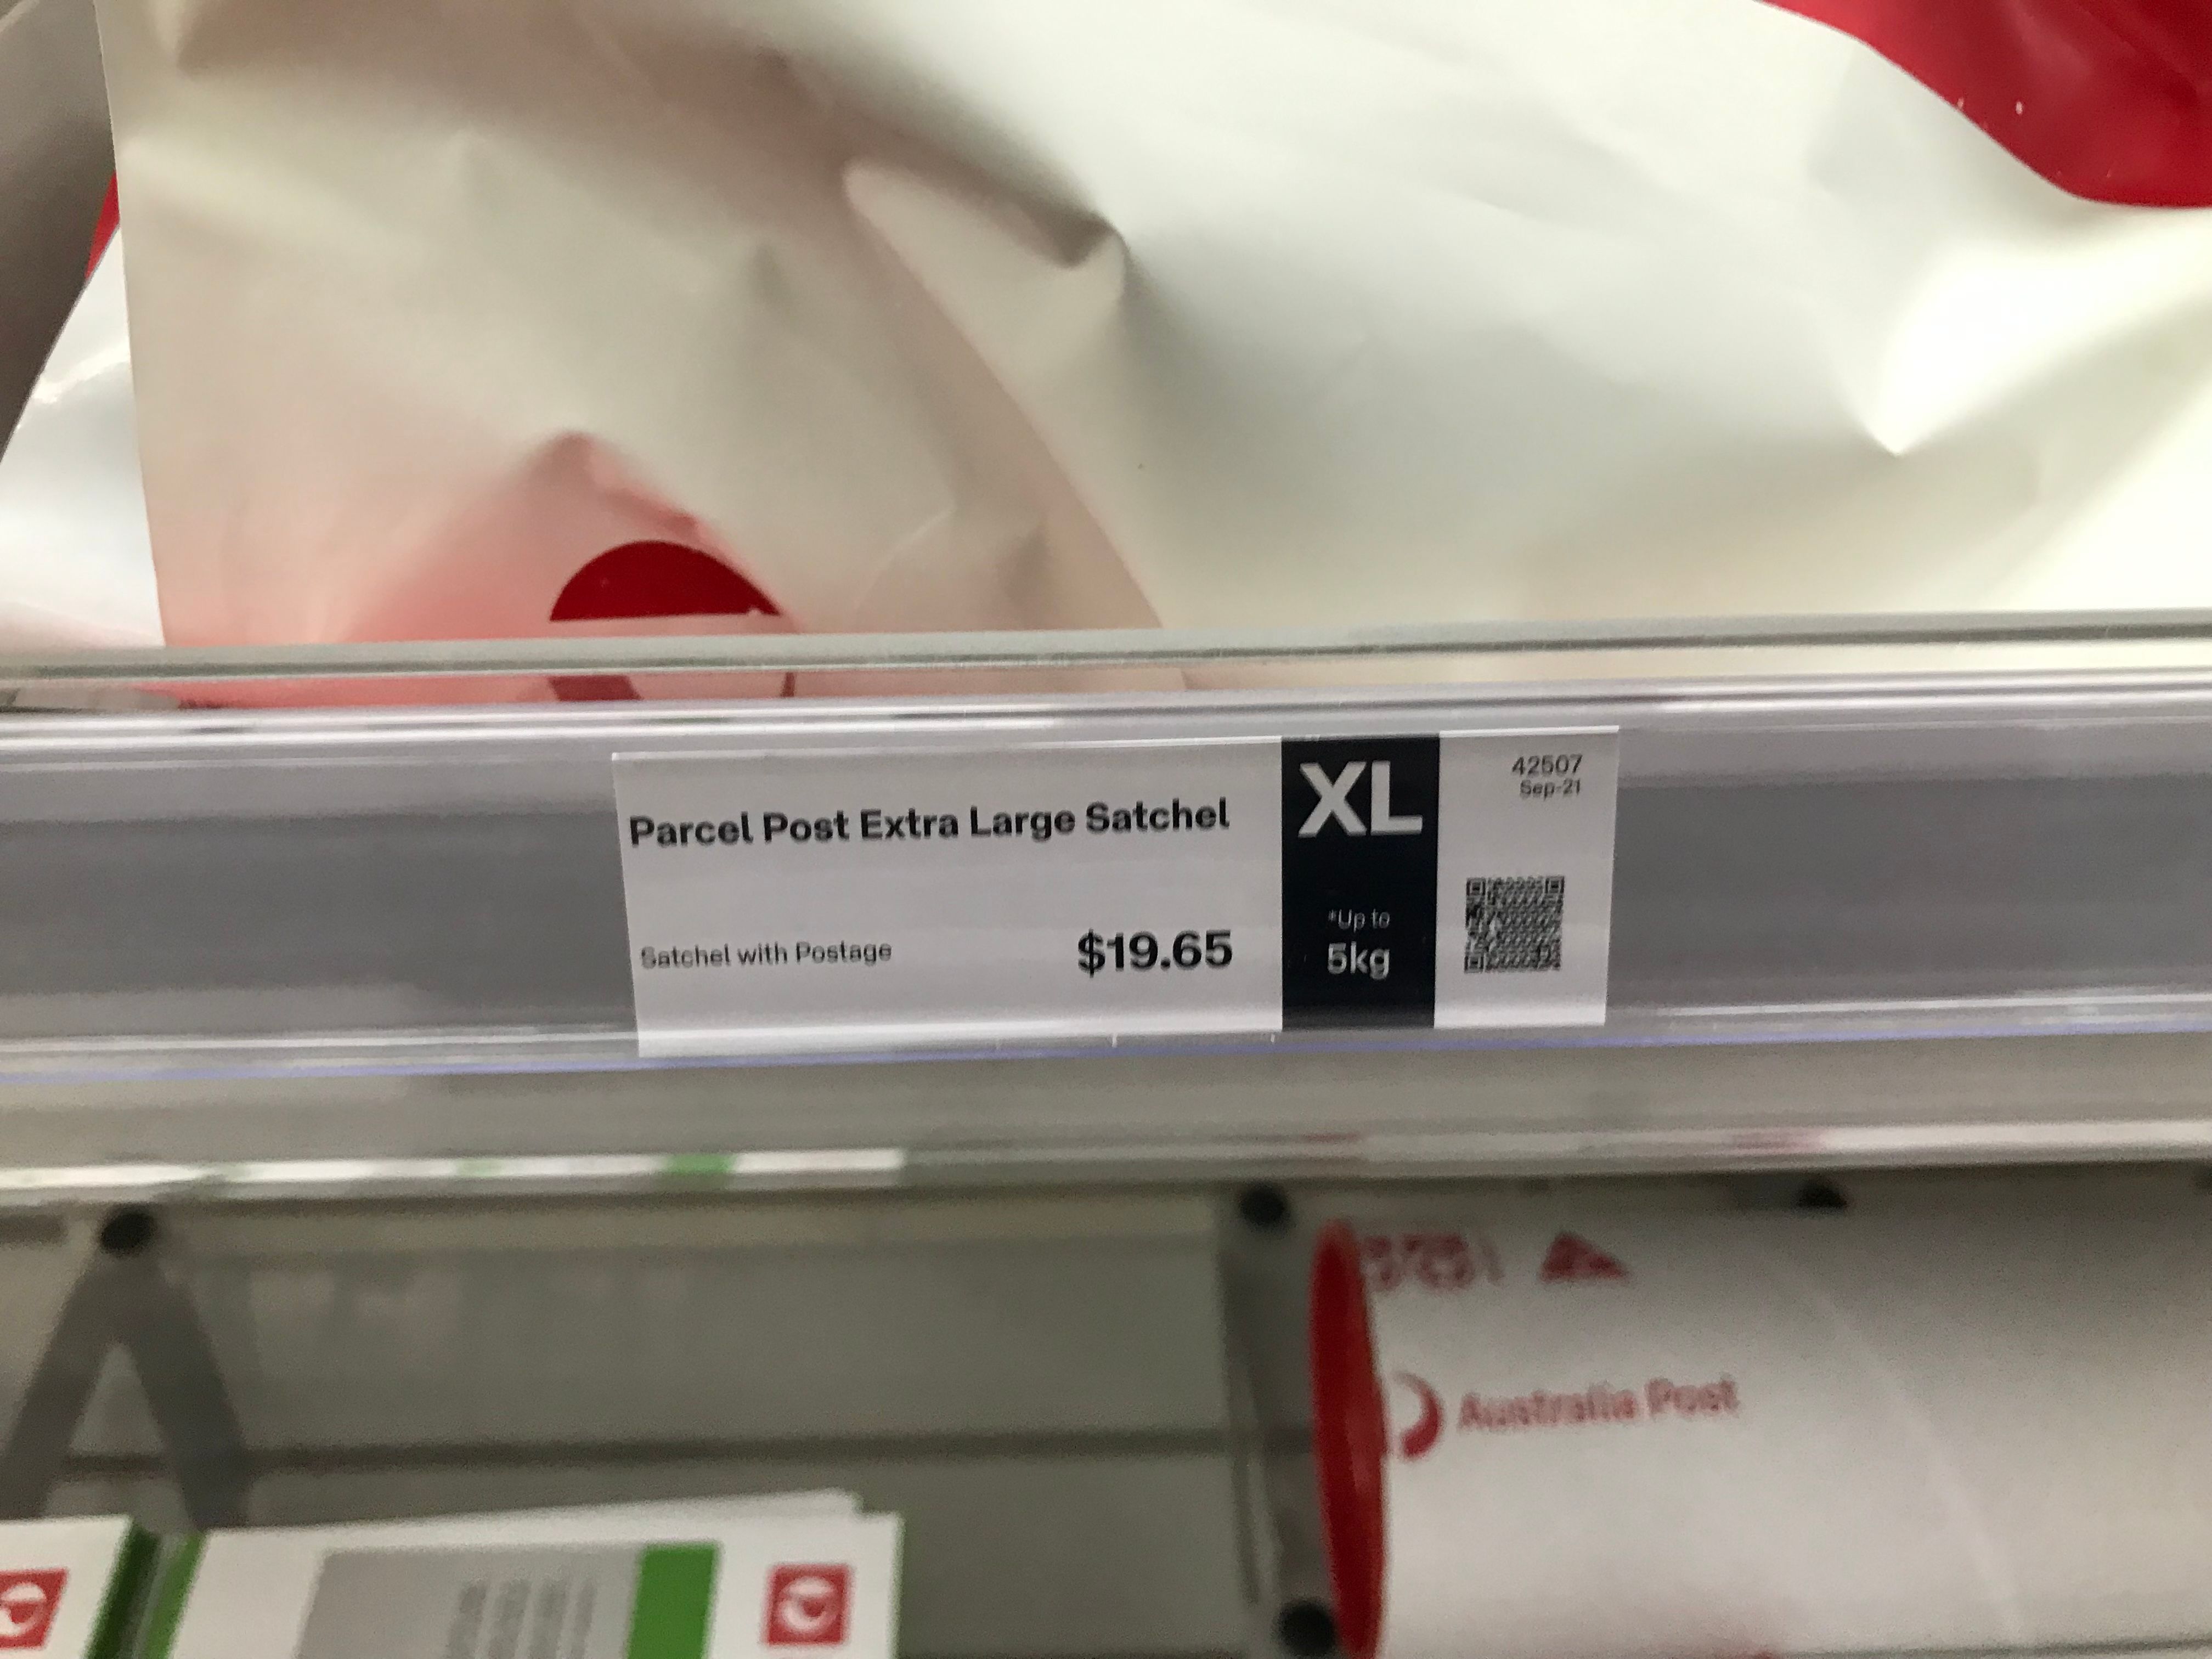 Parcel Post Extra Large Satchel
Satchel with Postage
$19.65
XL
*Up to
5kg
42507
Sep-21
Australia Post